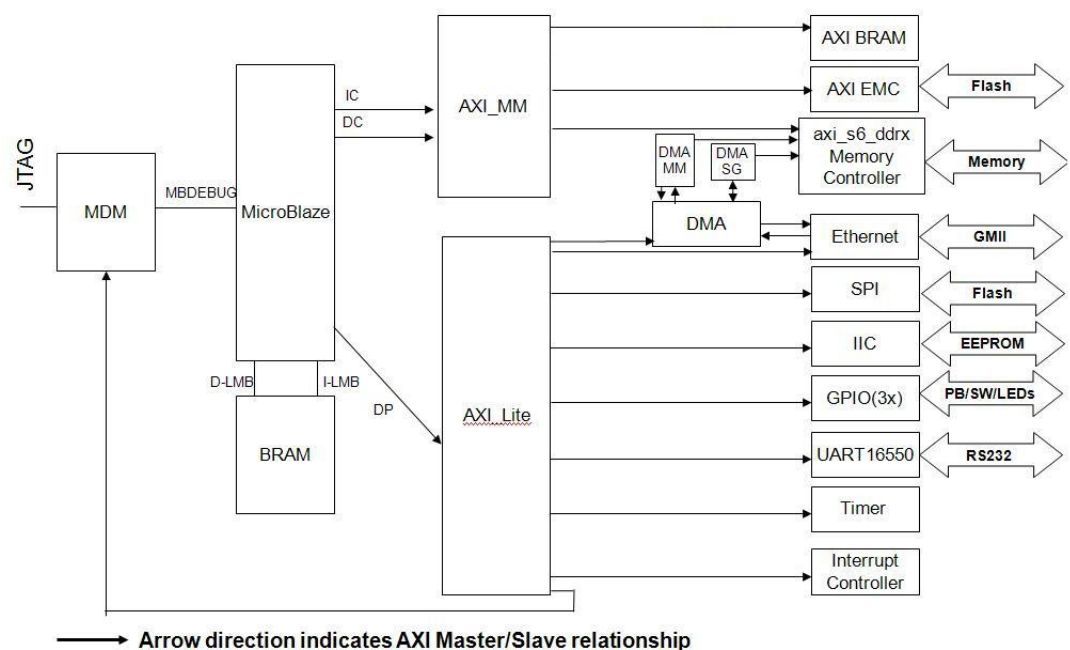 JTAG
MDM
MBDEBUG
MicroBlaze
IC
DC
D-LMB
I-LMB
BRAM
DP
AXI_MM
AXI_Lite
DMA
MM
DMA
SG
DMA
AXI BRAM
AXI EMC
Flash
axi_s6_ddrx
Memory
Controller
Memory
Ethernet
GMII
SPI
Flash
IIC
EEPROM
GPIO(3x)
PB/SW/LEDs
UART16550
RS232
Timer
Interrupt
Controller
Arrow direction indicates AXI Master/Slave relationship